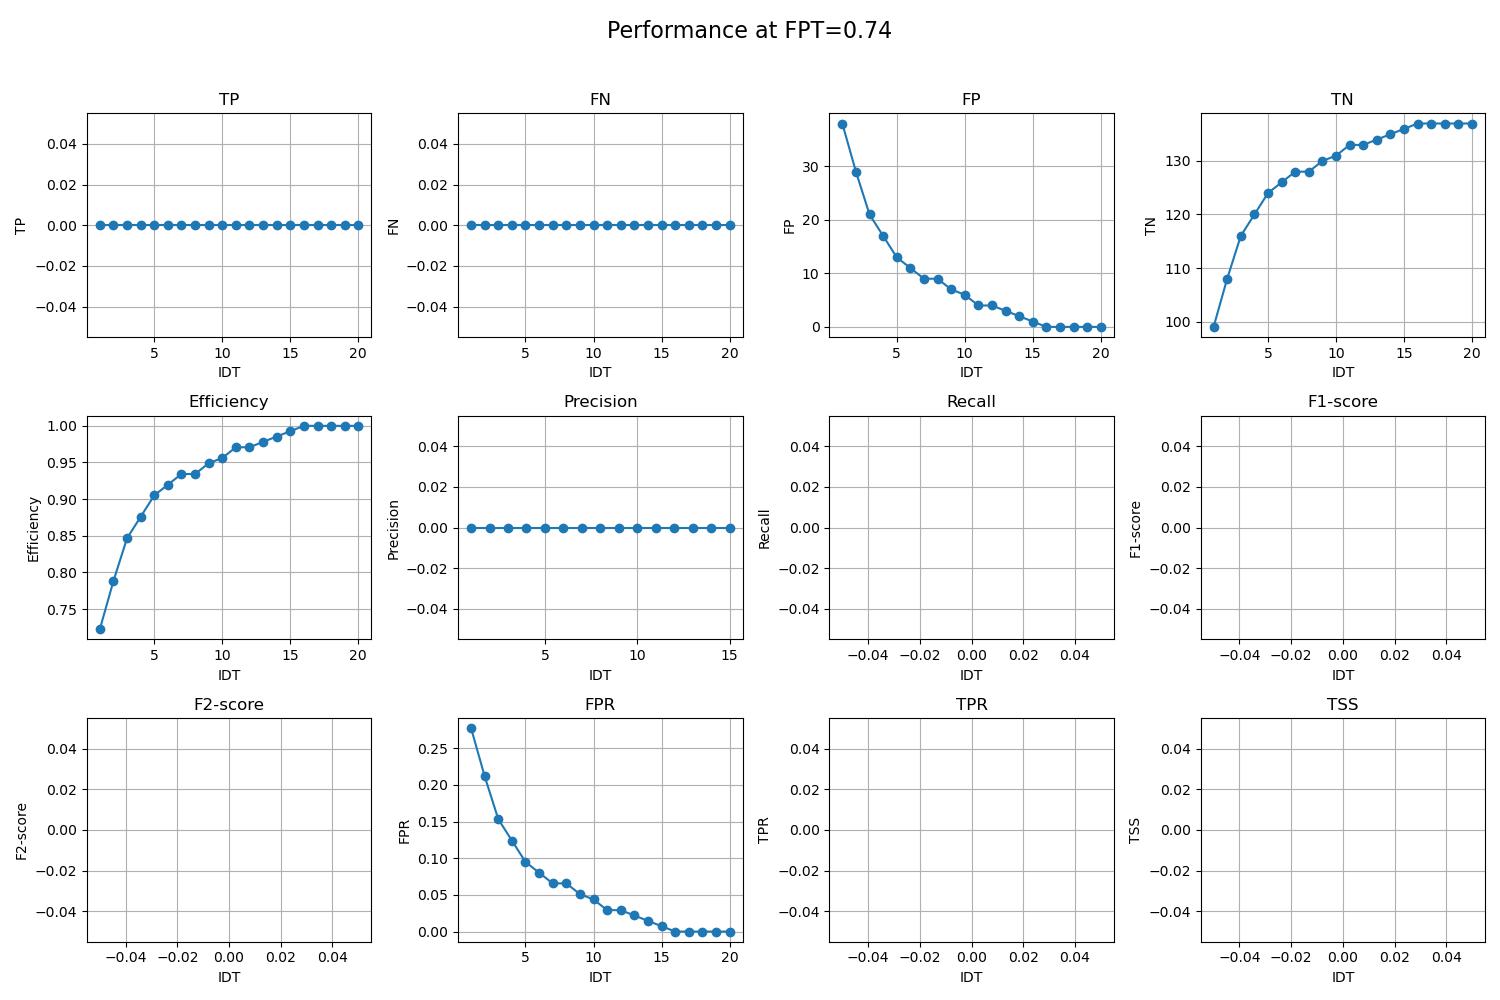 Performance at FPT=0.74
TP
0.04
0.02
0.00
−0.02
−0.04
TP
5 10 15 20
IDT
FN
0.04
0.02
0.00
−0.02
−0.04
FN
5 10 15 20
IDT
FP
30
20
10
0
FP
5 10 15 20
IDT
TN
130
120
110
100
TN
5 10 15 20
IDT
Efficiency
1.00
0.95
0.90
0.85
0.80
0.75
Efficiency
5 10 15 20
IDT
Precision
0.04
0.02
0.00
−0.02
−0.04
Precision
5 10 15
IDT
Recall
0.04
0.02
0.00
−0.02
−0.04
Recall
−0.04 −0.02 0.00 0.02 0.04
IDT
F1-score
0.04
0.02
0.00
−0.02
−0.04
F1-score
−0.04 −0.02 0.00 0.02 0.04
IDT
F2-score
0.04
0.02
0.00
−0.02
−0.04
F2-score
−0.04 −0.02 0.00 0.02 0.04
IDT
FPR
0.25
0.20
0.15
0.10
0.05
0.00
FPR
5 10 15 20
IDT
TPR
0.04
0.02
0.00
−0.02
−0.04
TPR
−0.04 −0.02 0.00 0.02 0.04
IDT
TSS
0.04
0.02
0.00
−0.02
−0.04
TSS
−0.04 −0.02 0.00 0.02 0.04
IDT